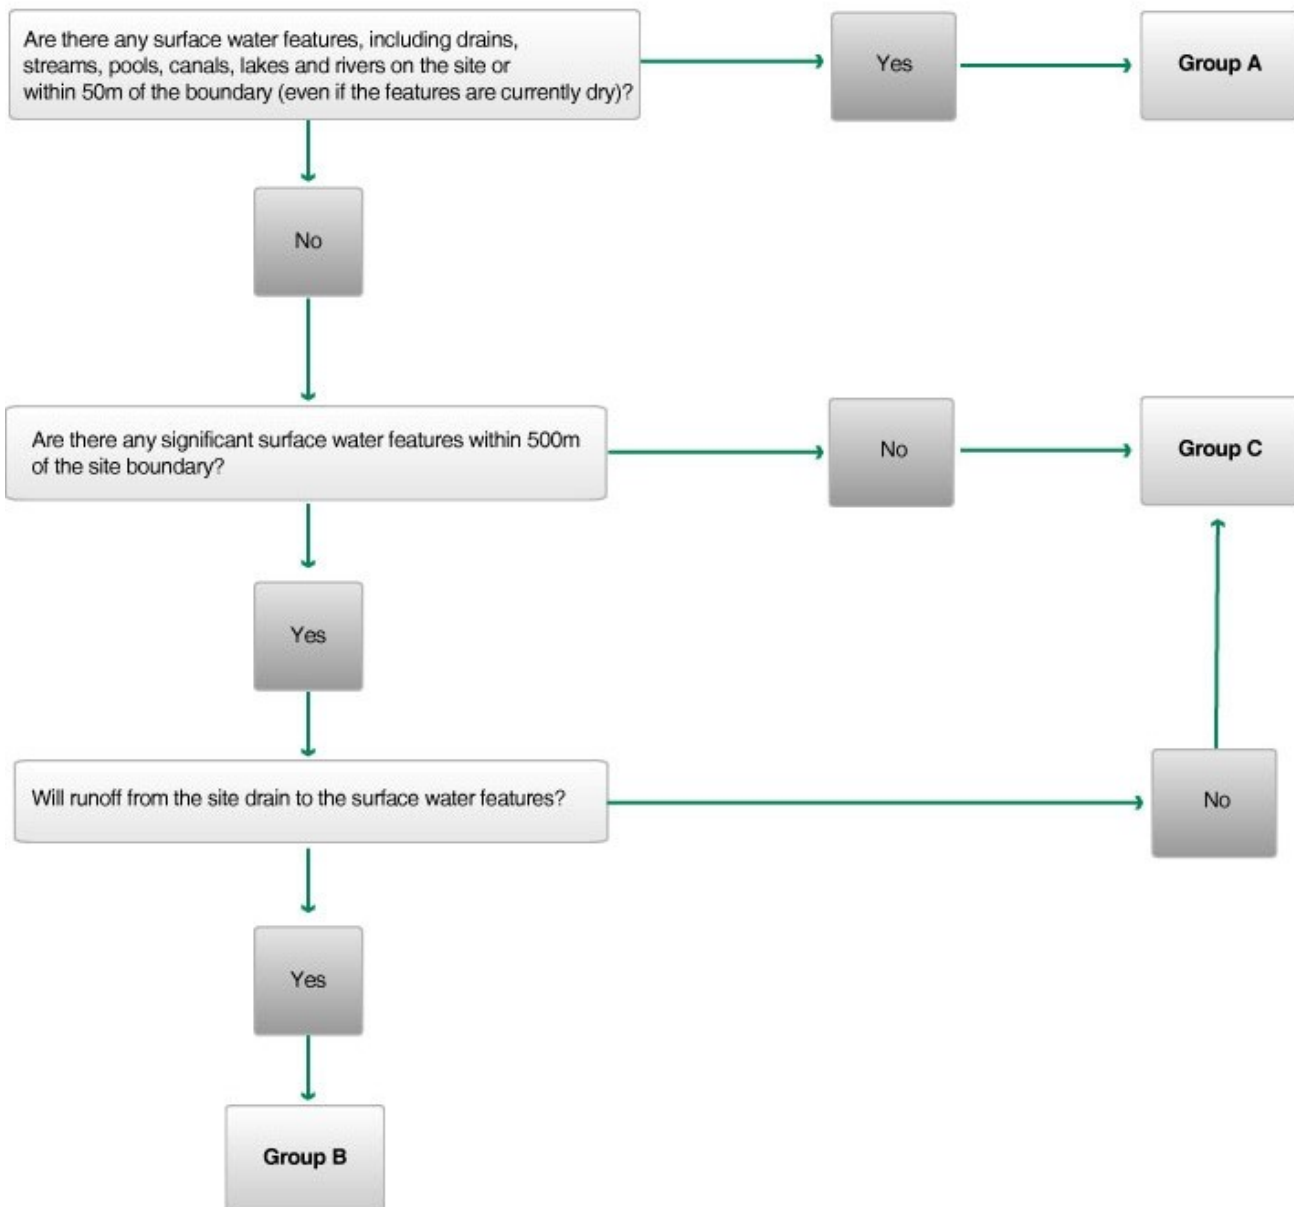 Are there any surface water features, including drains,
streams, pools, canals, lakes and rivers on the site or
within 50m of the boundary (even if the features are currently dry)?
Yes
Group A
No
Are there any significant surface water features within 500m
of the site boundary?
No
Group C
Yes
Will runoff from the site drain to the surface water features?
No
Yes
Group B